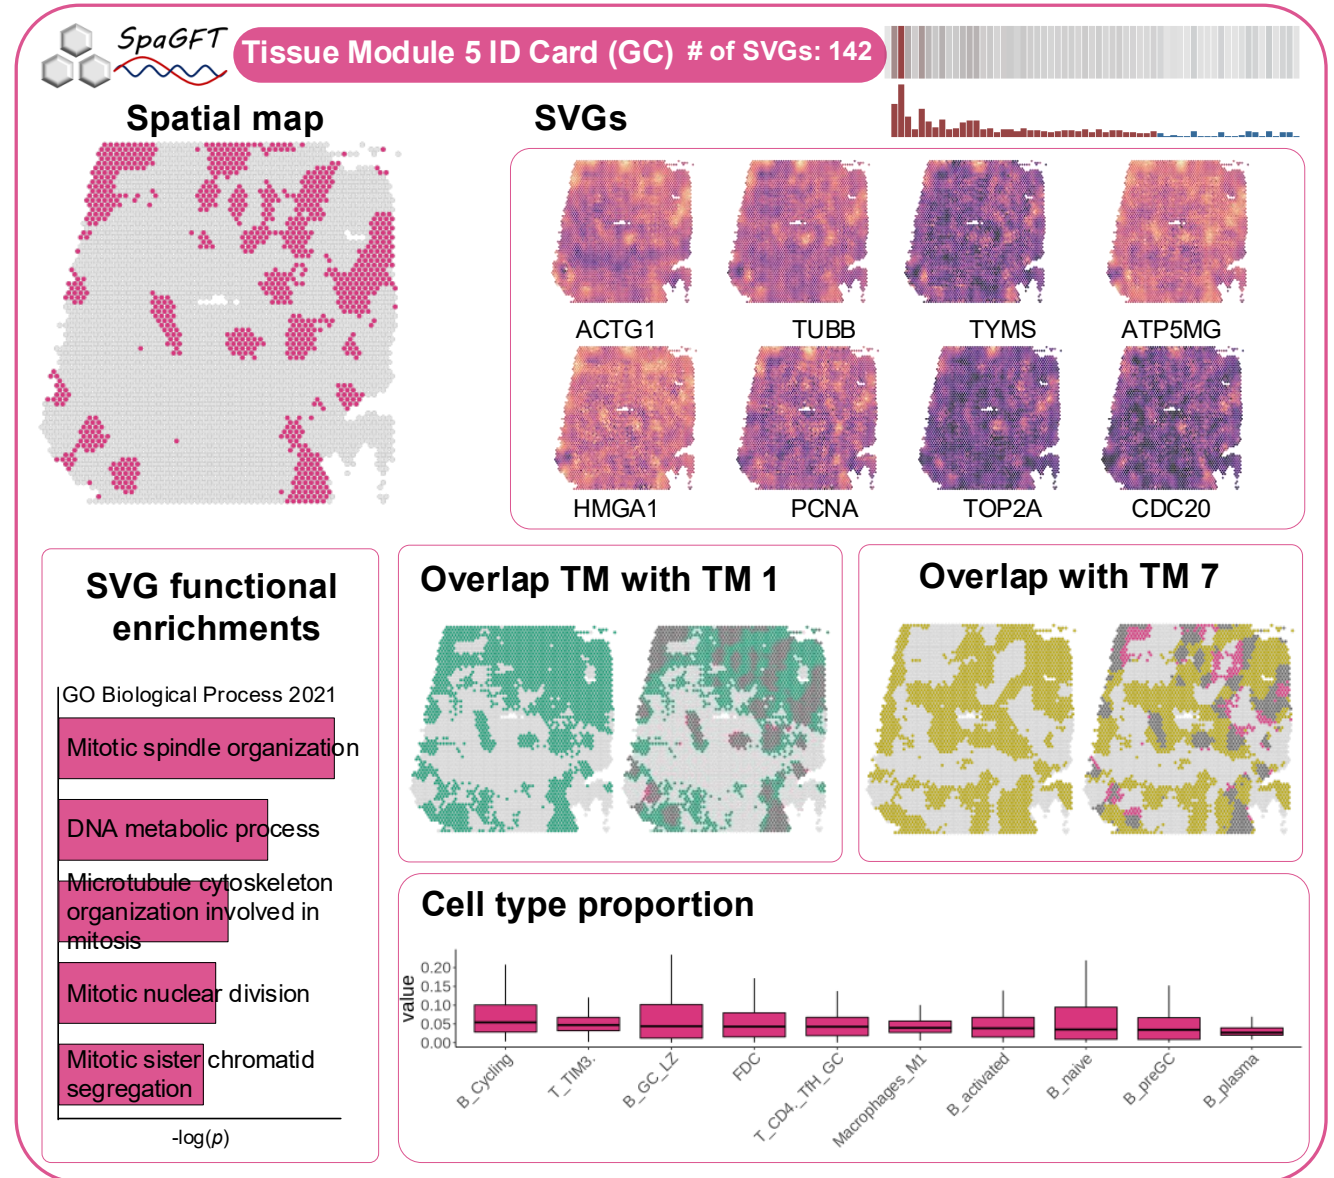 SpaGFT
Tissue Module 5 ID Card (GC) # of SVGs: 142
Spatial map
SVGs
ACTG1 TUBB TYMS ATP5MG
HMGA1 PCNA TOP2A CDC20
SVG functional
enrichments
GO Biological Process 2021
Mitotic spindle organization
DNA metabolic process
Microtubule cytoskeleton
organization involved in
mitosis
Mitotic nuclear division
Mitotic sister chromatid
segregation
-log(p)
Overlap TM with TM 1
Overlap with TM 7
Cell type proportion
value
0.20
0.15
0.10
0.05
0.00
B_Cycling
T_TIM3.
B_GC_LZ
FDC
T_CD4._TfH_GC
Macrophages_M1
B_activated
B_naive
B_preGC
B_plasma